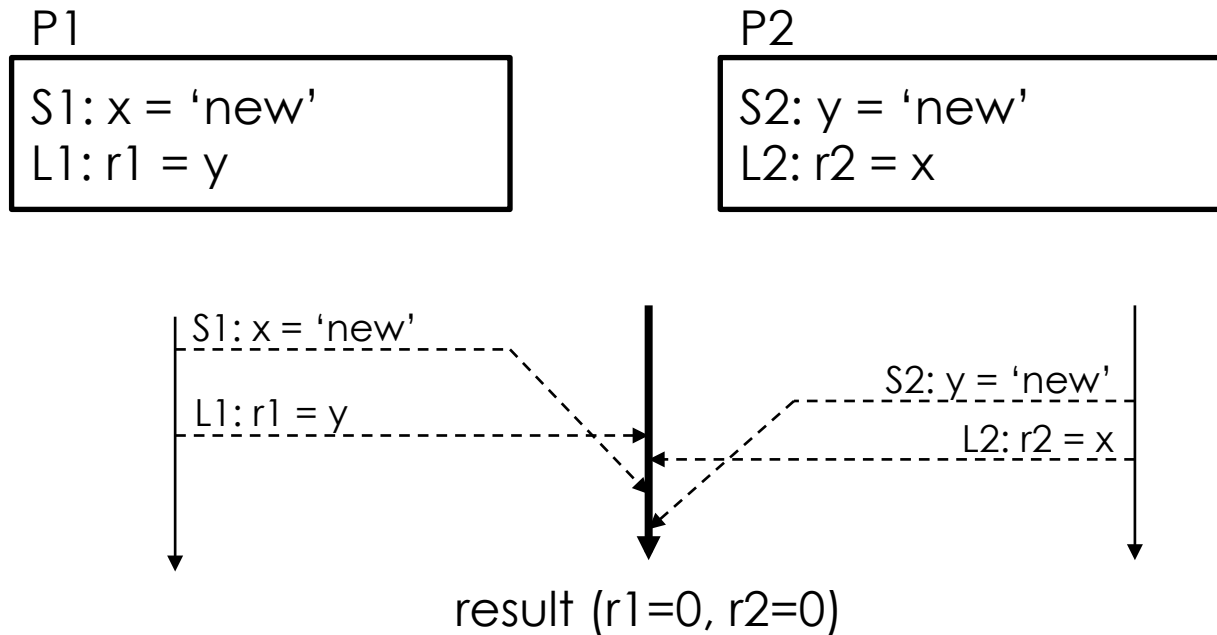 P1
P2
S1: x = ‘new’
L1: r1 = y
S2: y = ‘new’
L2: r2 = x
S1: x = ‘new’
S2: y = ‘new’
L1: r1 = y
L2: r2 = x
result (r1=0, r2=0)